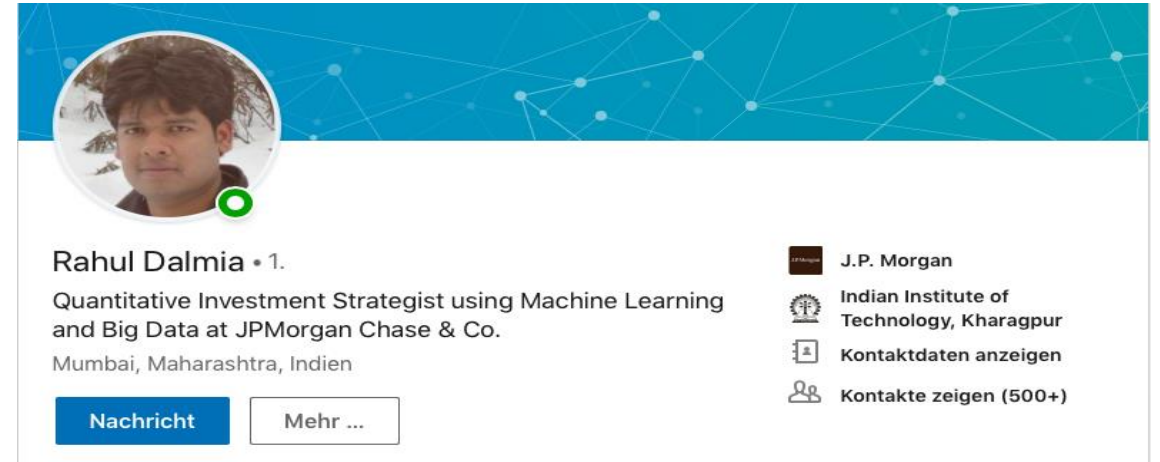 Rahul Dalmia • 1.
Quantitative Investment Strategist using Machine Learning
and Big Data at JPMorgan Chase & Co.
Mumbai, Maharashtra, Indien
Nachricht
Mehr ...
J.P.Morgan
J.P. Morgan
Indian Institute of
Technology, Kharagpur
Kontaktdaten anzeigen
Kontakte zeigen (500+)